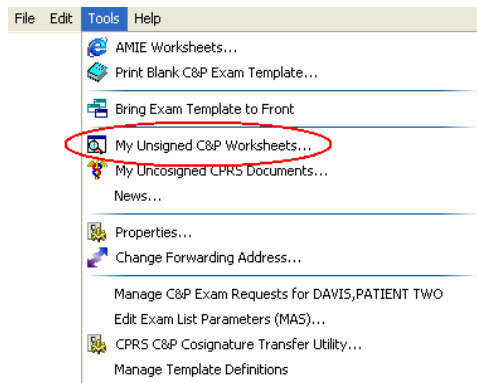 File Edit Tools Help
AMIE Worksheets...
Print Blank C&P Exam Template...
Bring Exam Template to Front
My Unsigned C&P Worksheets...
My Uncosigned CPRS Documents...
News...
Properties...
Change Forwarding Address...
Manage C&P Exam Requests for DAVIS,PATIENT TWO
Edit Exam List Parameters (MAS)...
CPRS C&P Cosignature Transfer Utility...
Manage Template Definitions